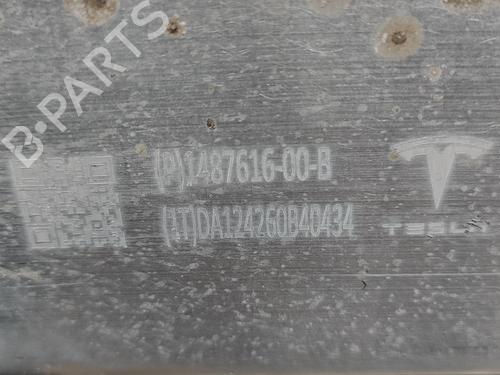 B-PARTS
(P)1487616-00-B
(1T)DA124260B40434
TESLA